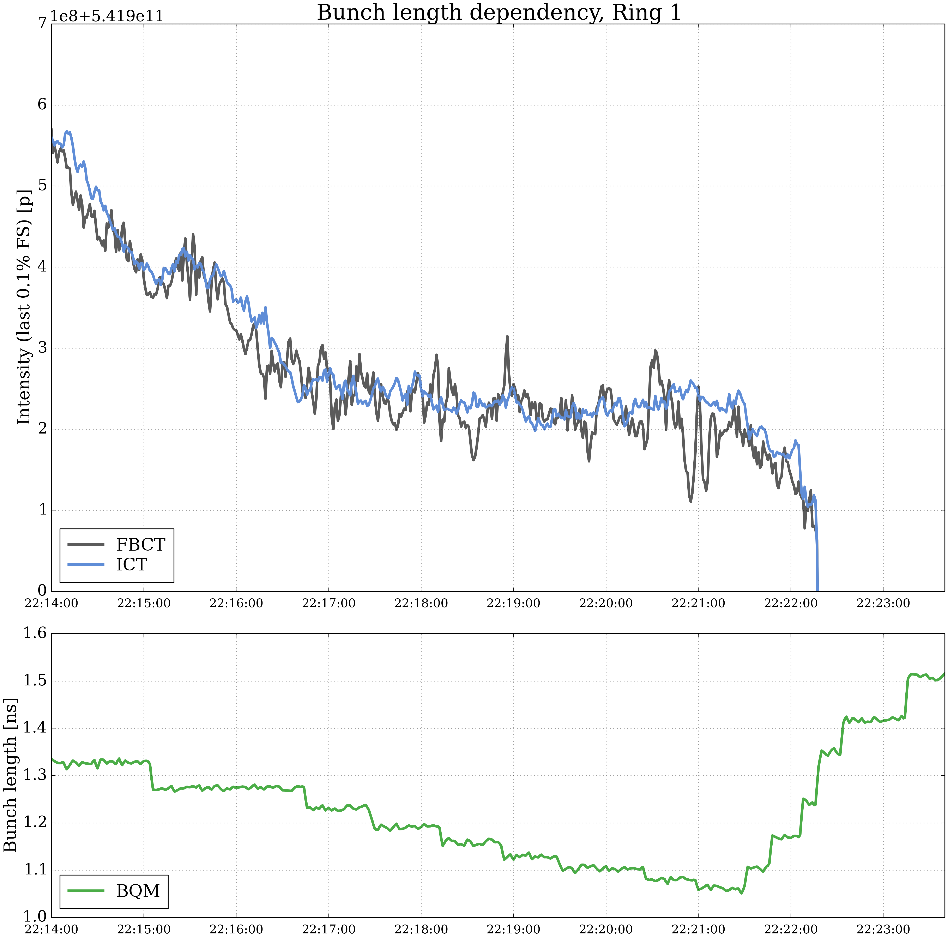 Bunch length dependency, Ring 1
1e8+5.419e11
7
6
5
4
3
2
1
0
Intensity (last 0.1% FS) [p]
FBCT
ICT
22:14:00 22:15:00 22:16:00 22:17:00 22:18:00 22:19:00 22:20:00 22:21:00 22:22:00 22:23:00
1.6
1.5
1.4
1.3
1.2
1.1
1.0
Bunch length [ns]
BQM
22:14:00 22:15:00 22:16:00 22:17:00 22:18:00 22:19:00 22:20:00 22:21:00 22:22:00 22:23:00